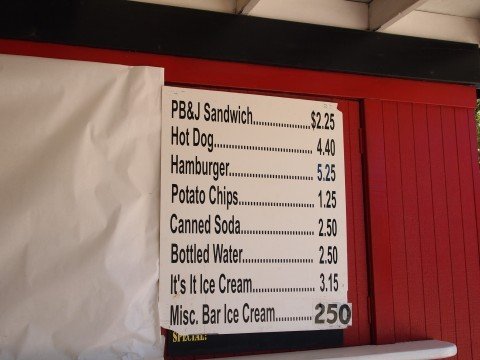 PB&J Sandwich...............$2.25
Hot Dog.......................... 4.40
Hamburger...................... 5.25
Potato Chips.................... 1.25
Canned Soda................... 2.50
Bottled Water................... 2.50
It's It Ice Cream................ 3.15
Misc. Bar Ice Cream.......... 250
SPECIAL: